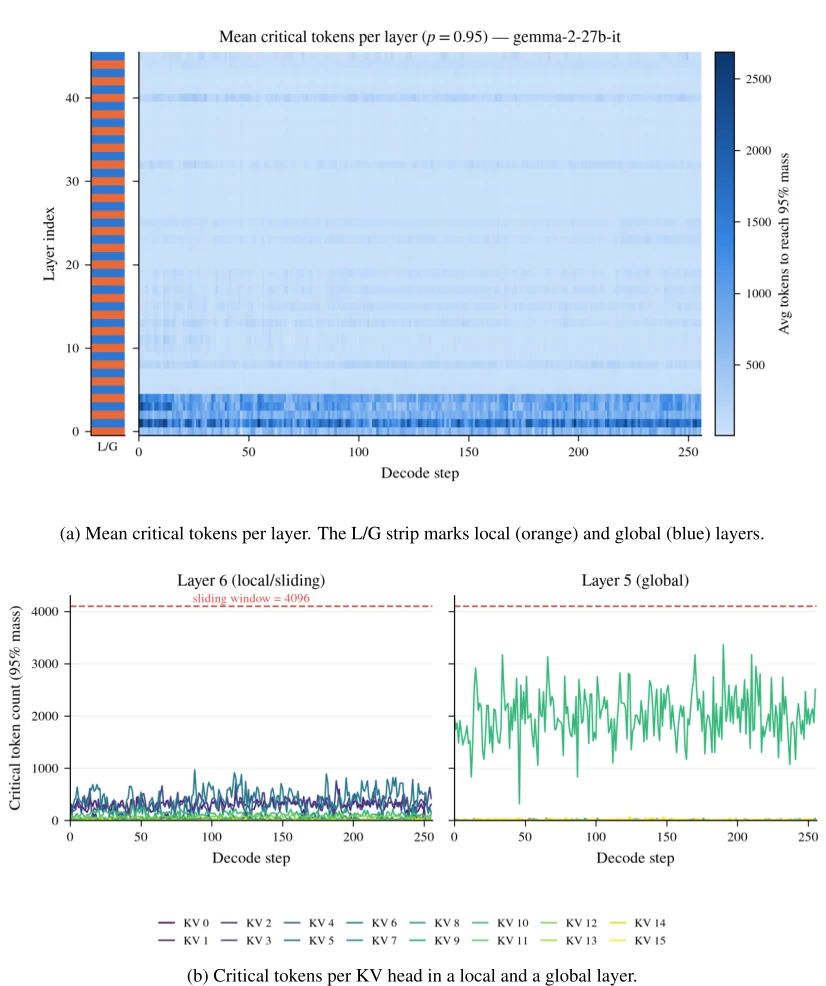 Mean critical tokens per layer (p = 0.95) — gemma-2-27b-it
40
30
20
10
0
Layer index
L/G
0 50 100 150 200 250
Decode step
2500
2000
1500
1000
500
Avg tokens to reach 95% mass
(a) Mean critical tokens per layer. The L/G strip marks local (orange) and global (blue) layers.
Layer 6 (local/sliding)
sliding window = 4096
4000
3000
2000
1000
0
Critical token count (95% mass)
0 50 100 150 200 250
Decode step
Layer 5 (global)
0 50 100 150 200 250
Decode step
KV 0 KV 2 KV 4 KV 6 KV 8 KV 10 KV 12 KV 14
KV 1 KV 3 KV 5 KV 7 KV 9 KV 11 KV 13 KV 15
(b) Critical tokens per KV head in a local and a global layer.